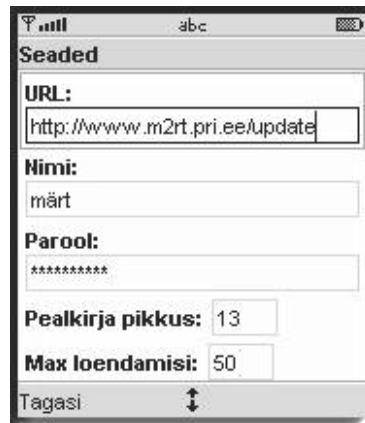 abc
Seaded
URL:
http://www.m2rt.pri.ee/update
Nimi:
märt
Parool:
**********
Pealkirja pikkus: 13
Max loendamisi: 50
Tagasi